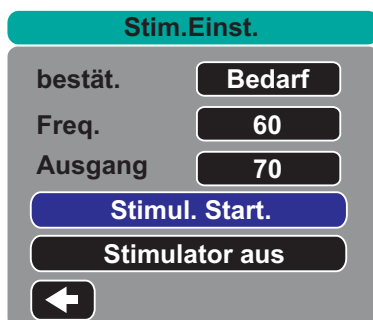 Stim.Einst.
bestät. Bedarf
Freq. 60
Ausgang 70
Stimul. Start.
Stimulator aus